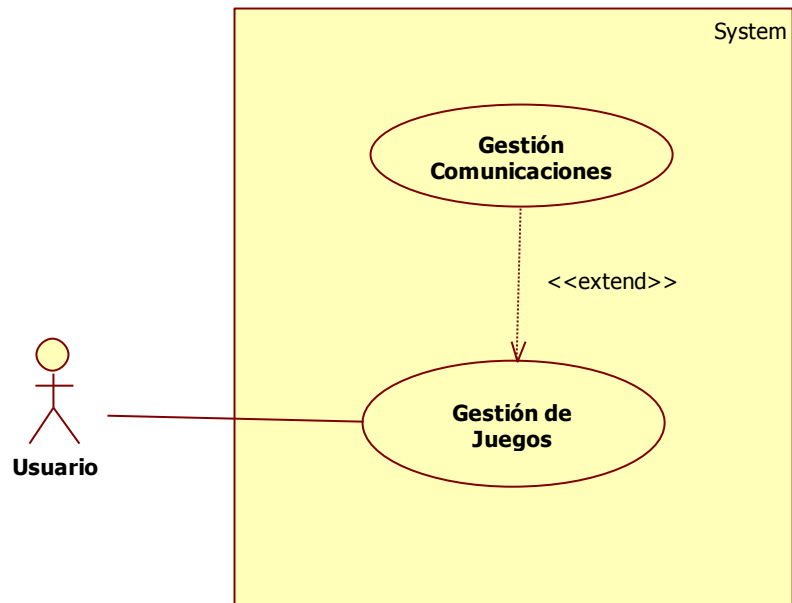 System
Gestión
Comunicaciones
<<extend>>
Gestión de
Juegos
Usuario